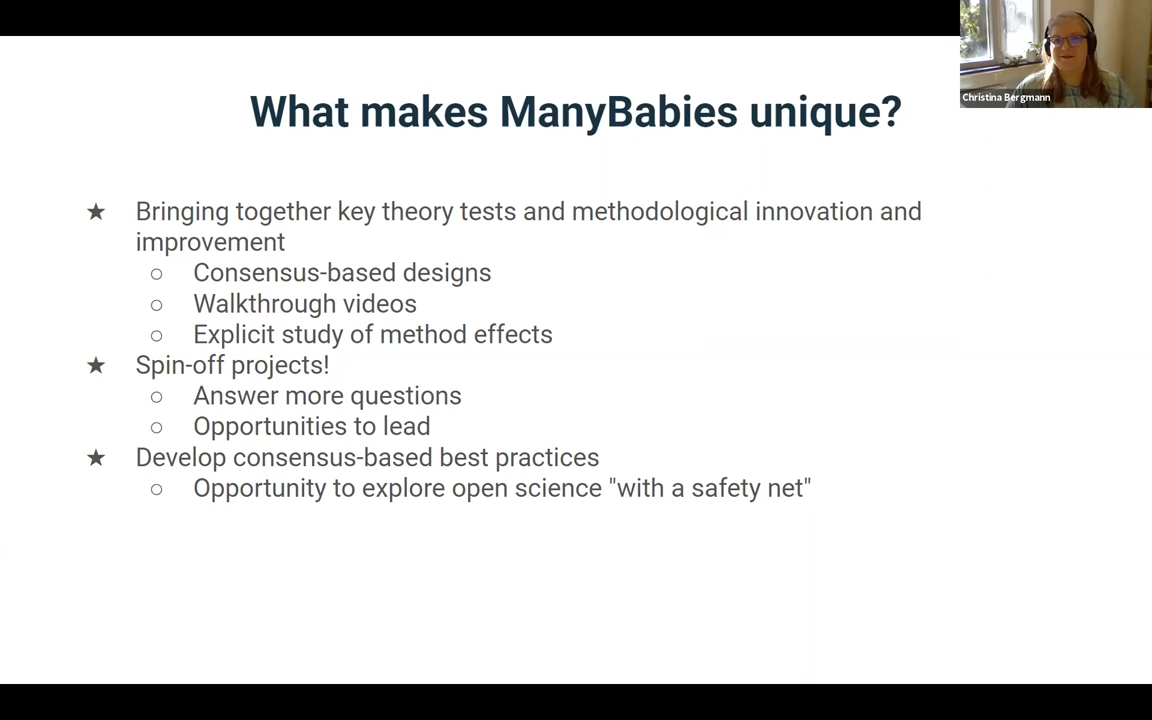 Christina Bergmann
What makes ManyBabies unique?
★ Bringing together key theory tests and methodological innovation and
improvement
○ Consensus-based designs
○ Walkthrough videos
○ Explicit study of method effects
★ Spin-off projects!
○ Answer more questions
○ Opportunities to lead
★ Develop consensus-based best practices
○ Opportunity to explore open science "with a safety net"